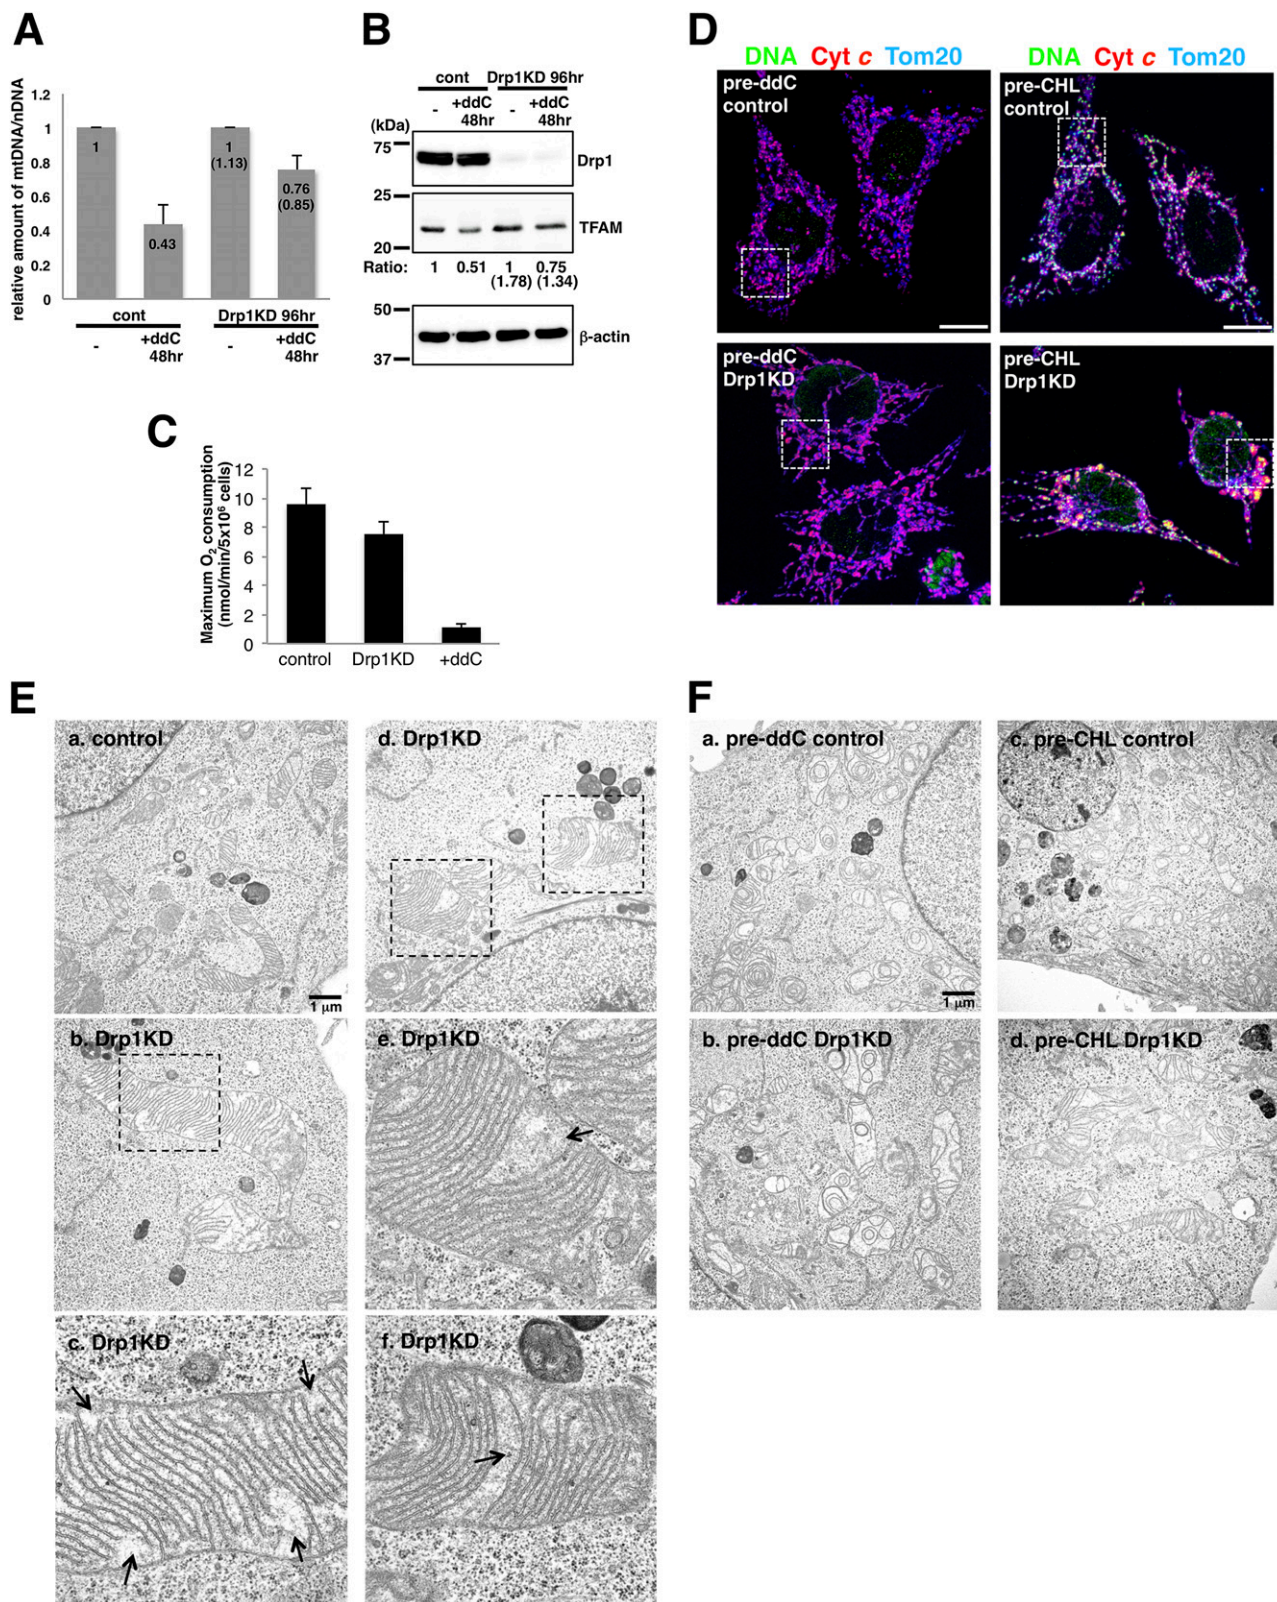 A
relative amount of mtDNA/nDNA
1.2
1
0.8
0.6
0.4
0.2
0
1
0.43
1
(1.13)
0.76
(0.85)
cont
Drp1KD 96hr
-
+ddC
48hr
-
+ddC
48hr
B
cont
Drp1KD 96hr
-
+ddC
48hr
-
+ddC
48hr
(kDa)
75
Drp1
25
TFAM
20
Ratio:
1
0.51
1
(1.78)
0.75
(1.34)
50
β-actin
37
C
Maximum O₂ consumption
(nmol/min/5x10⁶ cells)
12
10
8
6
4
2
0
control
Drp1KD
+ddC
D
DNA Cyt c Tom20
DNA Cyt c Tom20
pre-ddC
control
pre-CHL
control
pre-ddC
Drp1KD
pre-CHL
Drp1KD
E
a. control
1 μm
d. Drp1KD
b. Drp1KD
e. Drp1KD
c. Drp1KD
f. Drp1KD
F
a. pre-ddC control
1 μm
c. pre-CHL control
b. pre-ddC Drp1KD
d. pre-CHL Drp1KD